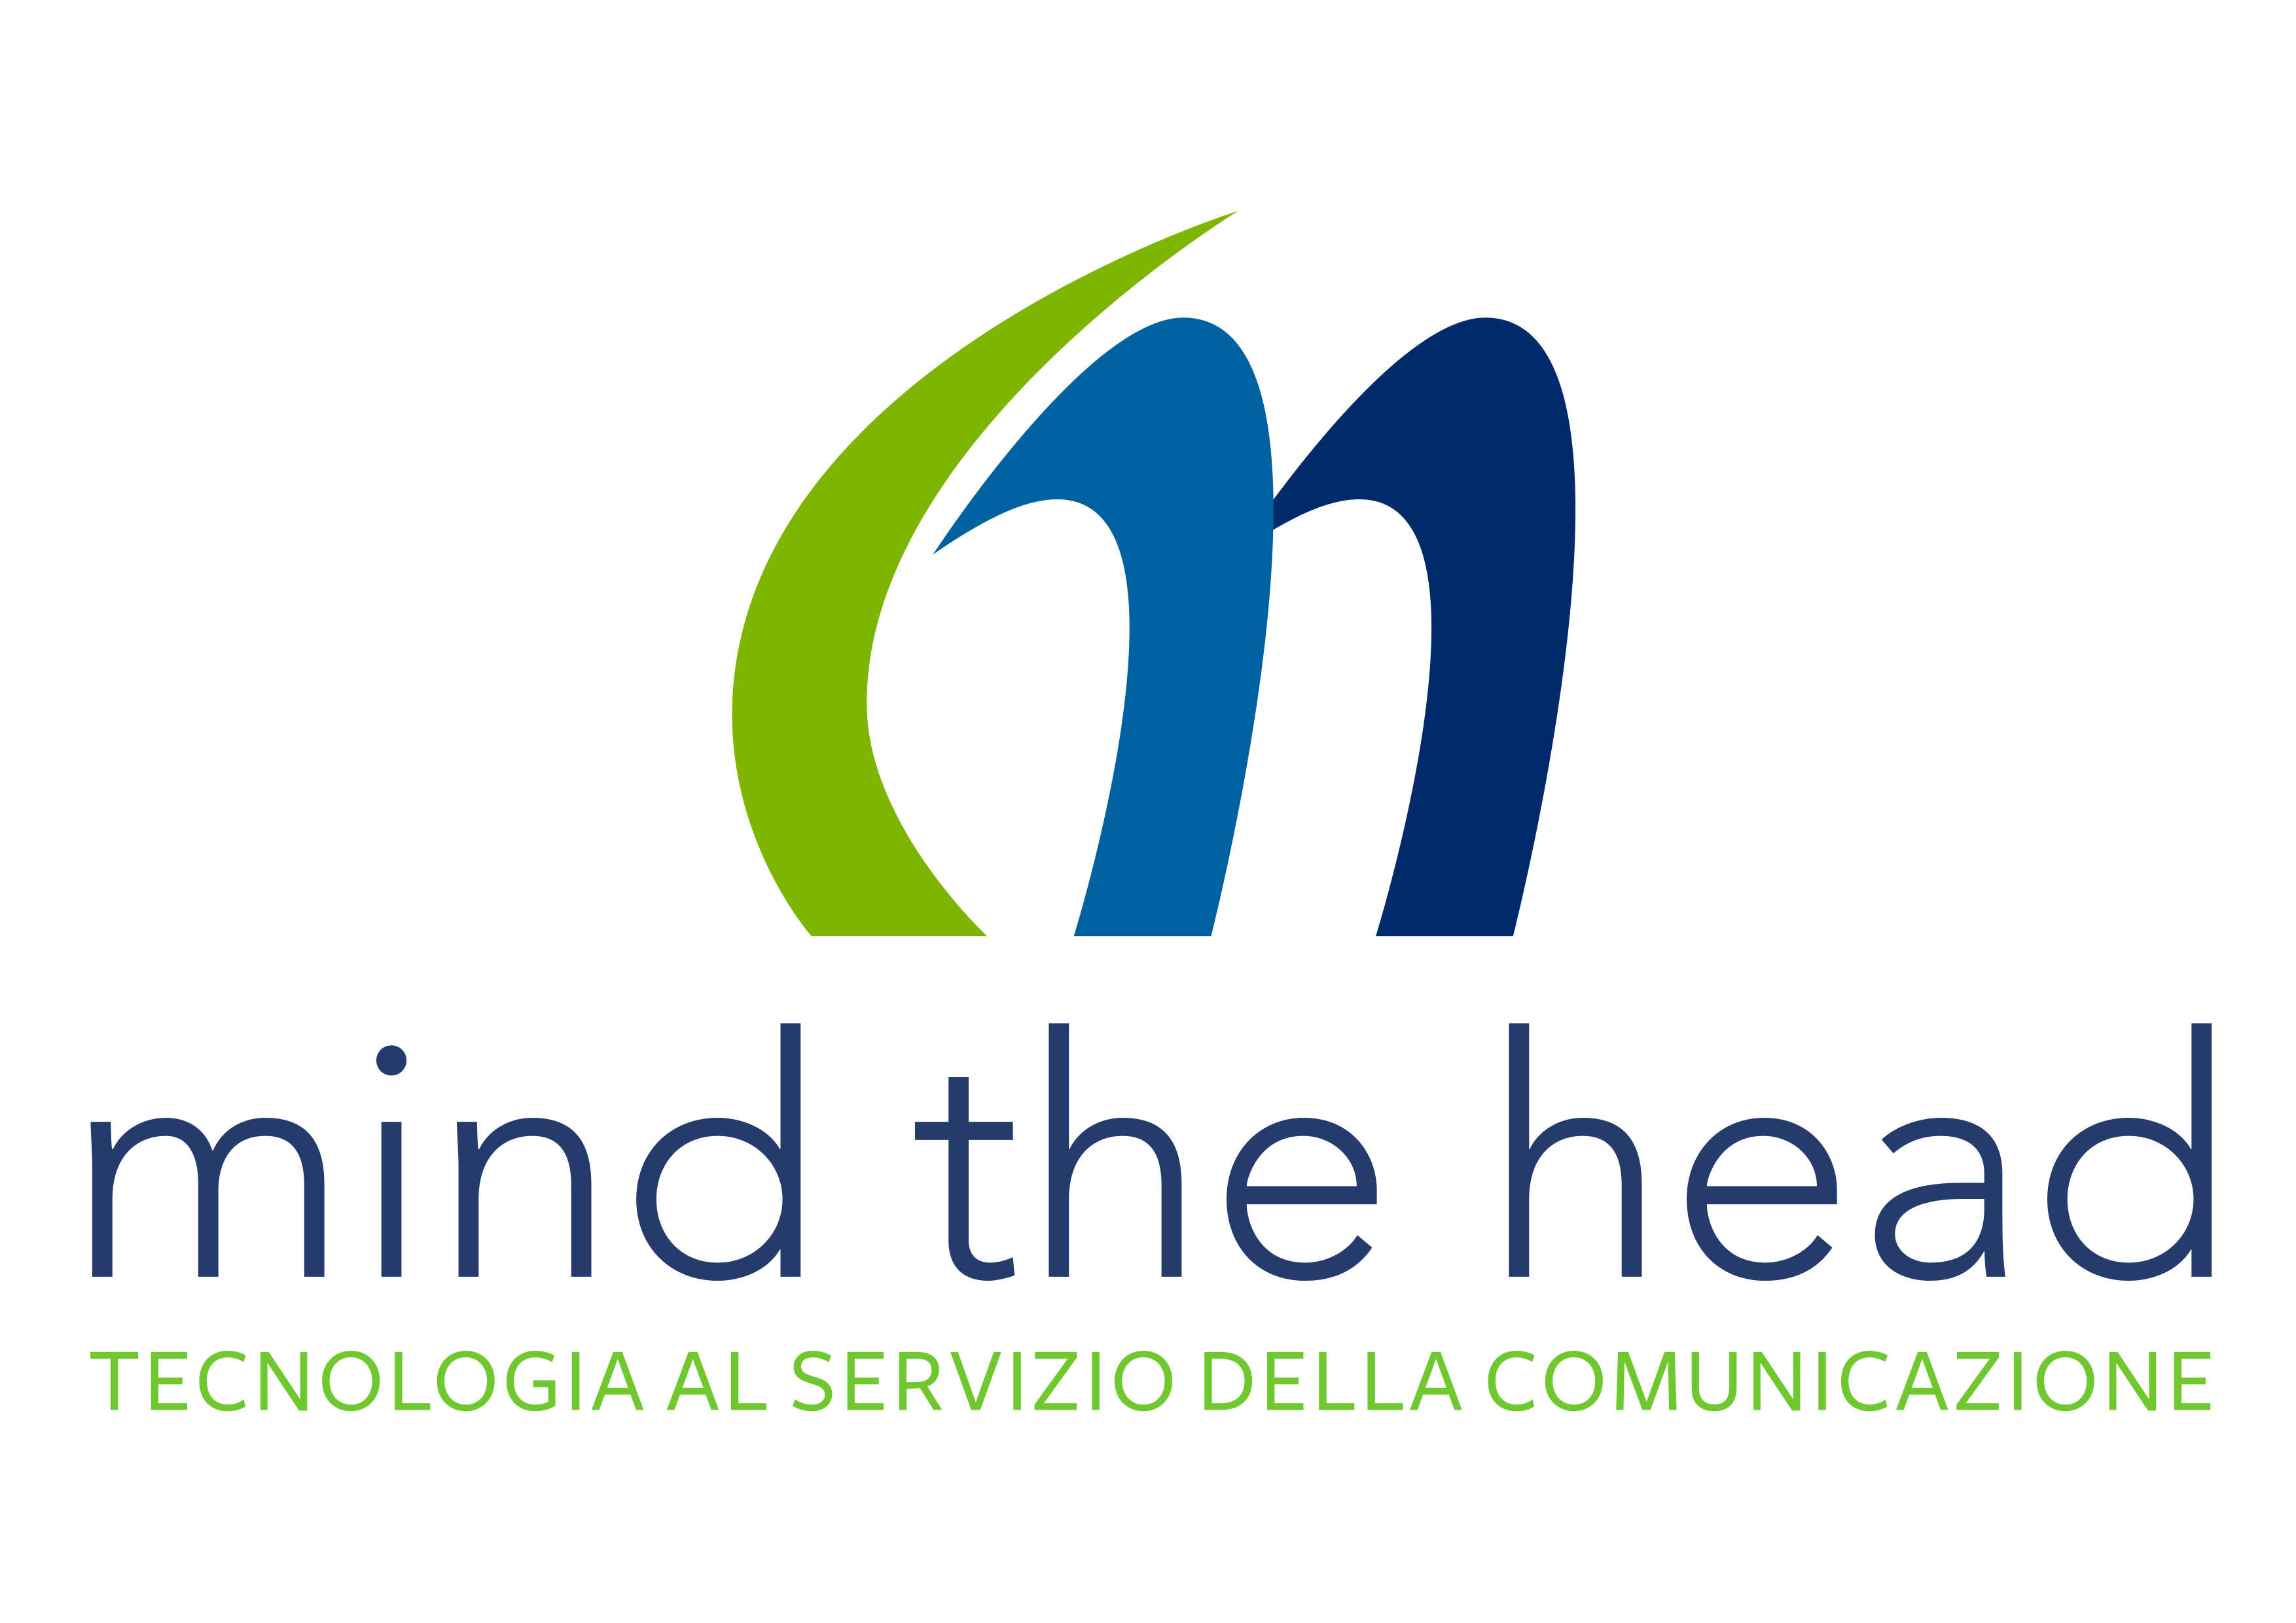 mind the head
TECNOLOGIA AL SERVIZIO DELLA COMUNICAZIONE